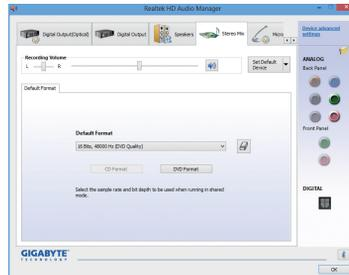 Realtek HD Audio Manager
Digital Output(Optical)
Digital Output
Speakers
Stereo Mix
Micro
Device advanced settings
Recording Volume
L
R
Set Default Device
ANALOG
Back Panel
Default Format
Default Format
16 Bits, 48000 Hz (DVD Quality)
CD Format
DVD Format
Select the sample rate and bit depth to be used when running in shared mode.
Front Panel
DIGITAL
GIGABYTE
TECHNOLOGY
OK